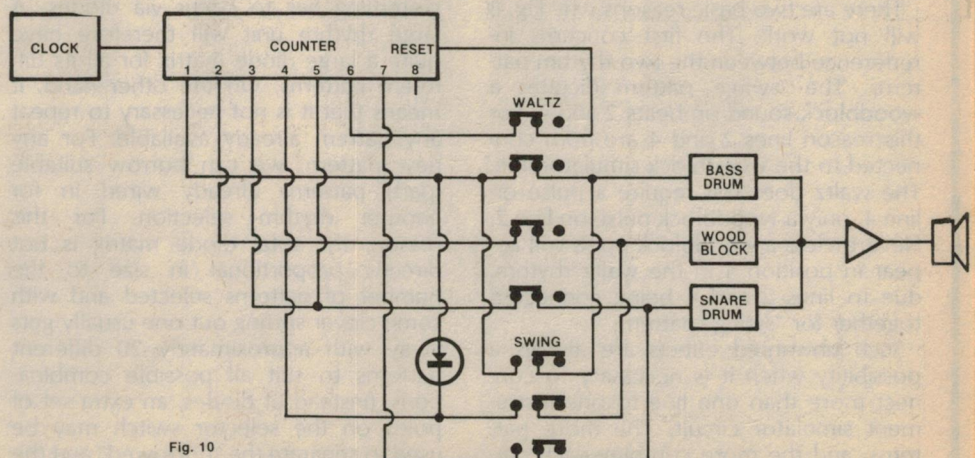 CLOCK
COUNTER
RESET
1 2 3 4 5 6 7 8
WALTZ
BASS
DRUM
WOOD
BLOCK
SNARE
DRUM
SWING
Fig. 10